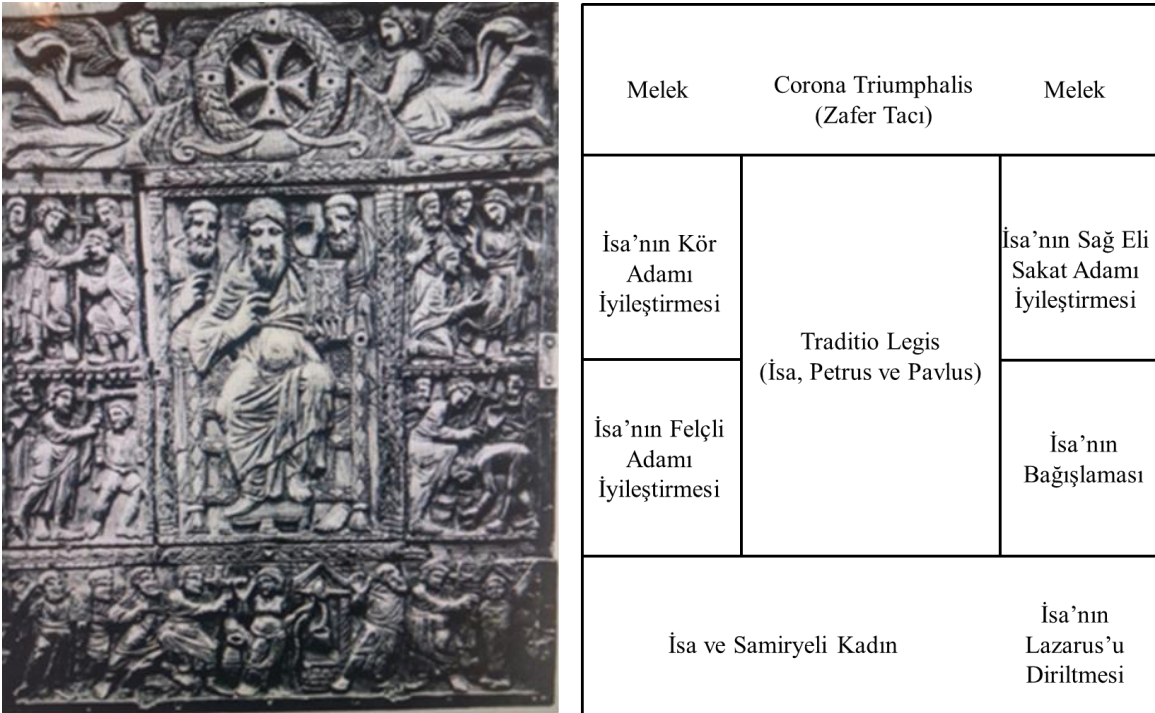 Melek
Corona Triumphalis
(Zafer Tacı)
Melek
İsa’nın Kör
Adamı
İyileştirmesi
Traditio Legis
(İsa, Petrus ve Pavlus)
İsa’nın Sağ Eli
Sakat Adamı
İyileştirmesi
İsa’nın Felçli
Adamı
İyileştirmesi
İsa’nın
Bağışlaması
İsa ve Samiryeli Kadın
İsa’nın
Lazarus’u
Diriltmesi